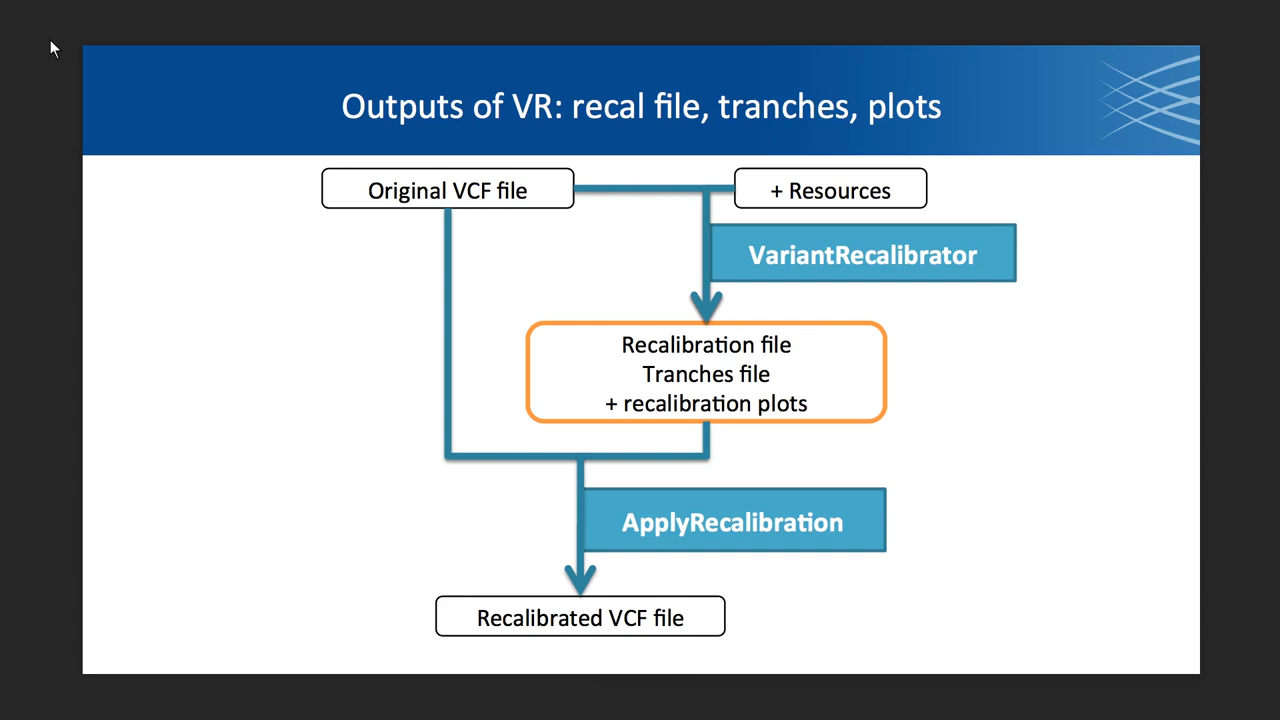 Outputs of VR: recal file, tranches, plots
Original VCF file
+ Resources
VariantRecalibrator
Recalibration file
Tranches file
+ recalibration plots
ApplyRecalibration
Recalibrated VCF file